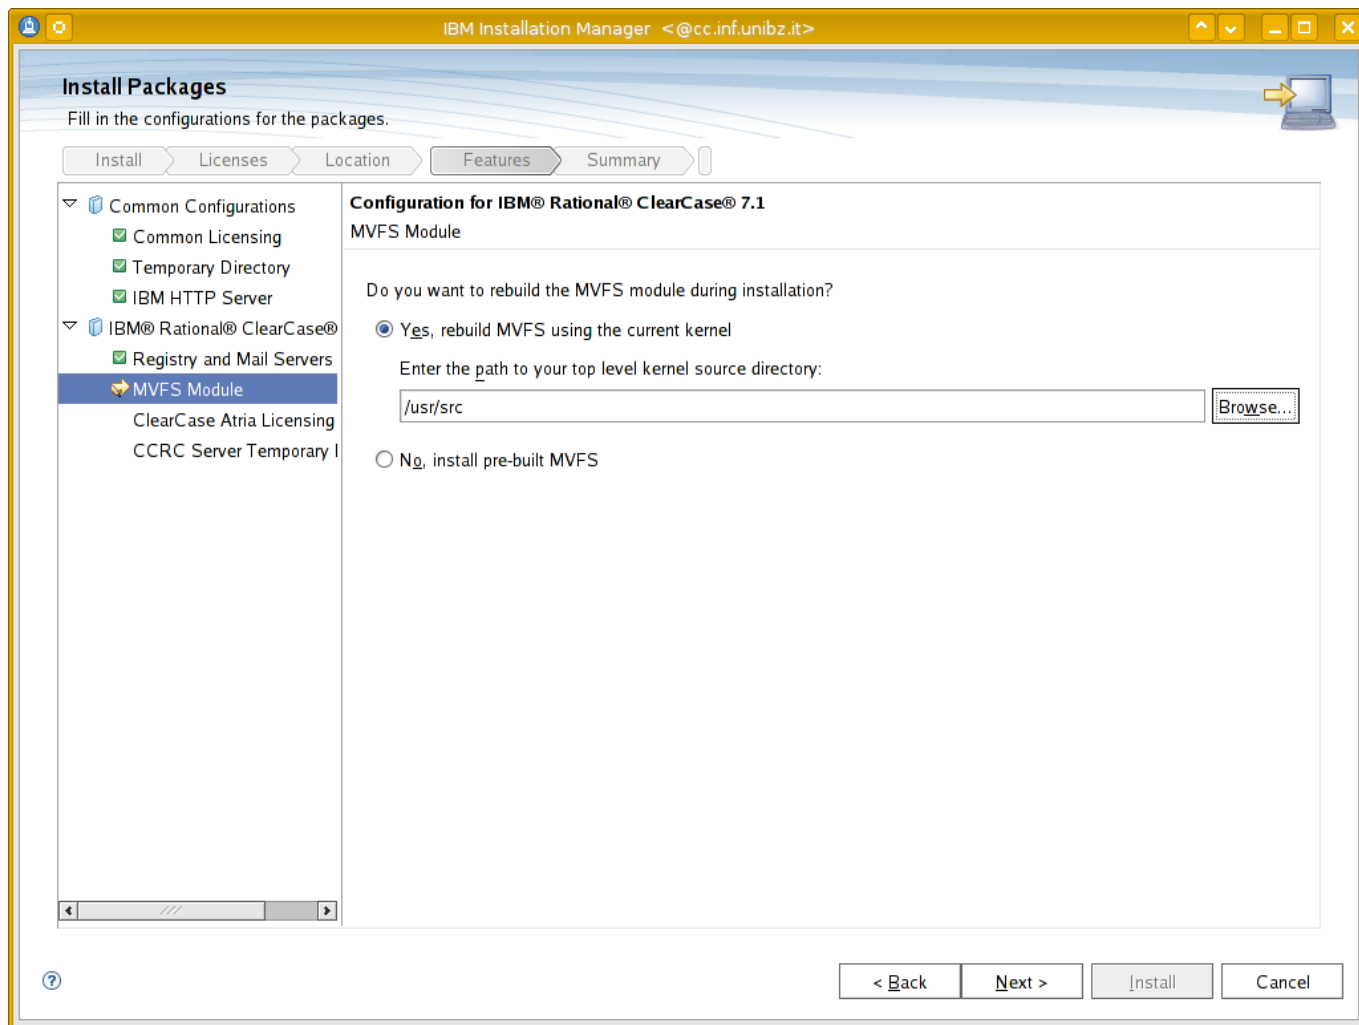 IBM Installation Manager <@cc.inf.unibz.it>
Install Packages
Fill in the configurations for the packages.
Install Licenses Location Features Summary
Common Configurations
Common Licensing
Temporary Directory
IBM HTTP Server
IBM® Rational® ClearCase®
Registry and Mail Servers
MVFS Module
ClearCase Atria Licensing
CCRC Server Temporary
Configuration for IBM® Rational® ClearCase® 7.1
MVFS Module
Do you want to rebuild the MVFS module during installation?
Yes, rebuild MVFS using the current kernel
Enter the path to your top level kernel source directory:
/usr/src
Browse...
No, install pre-built MVFS
?
< Back Next > Install Cancel